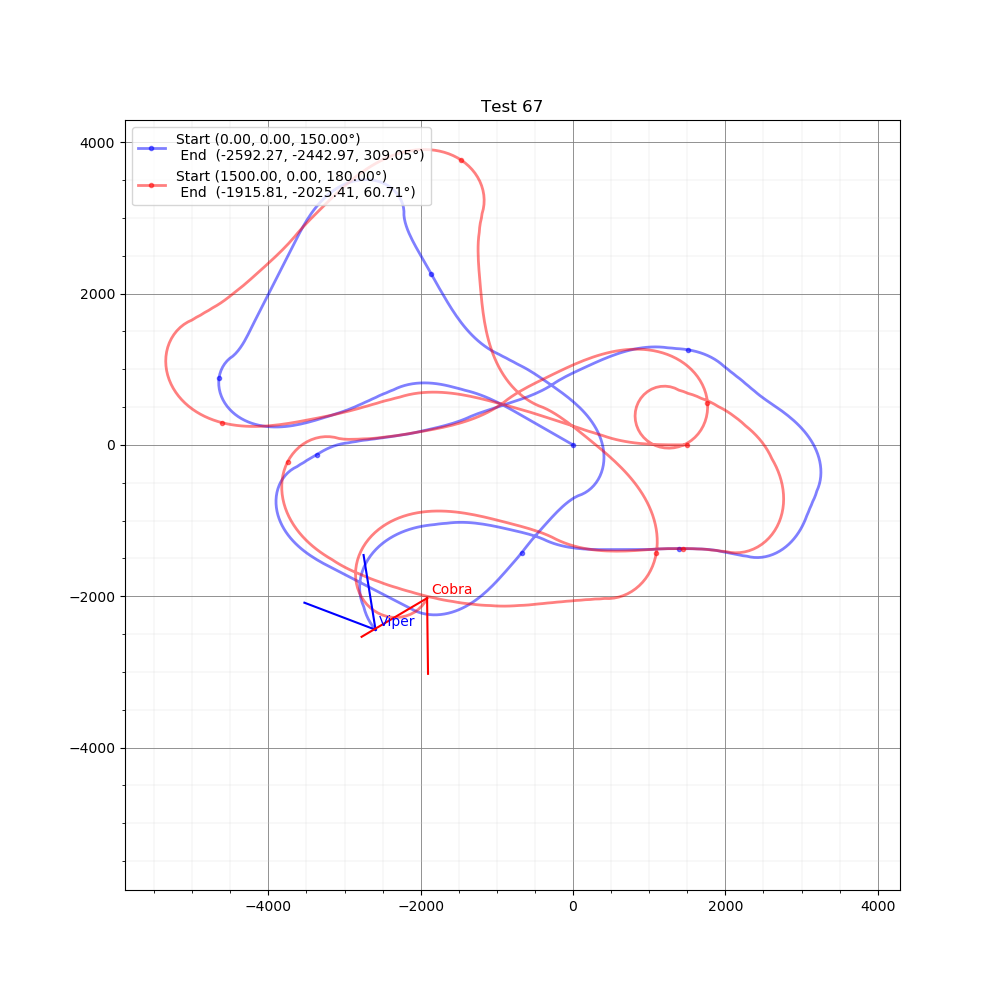 Test 67
Start (0.00, 0.00, 150.00°)
End  (-2592.27, -2442.97, 309.05°)
Start (1500.00, 0.00, 180.00°)
End  (-1915.81, -2025.41, 60.71°)
4000
2000
0
−2000
−4000
Cobra
Viper
−4000
−2000
0
2000
4000